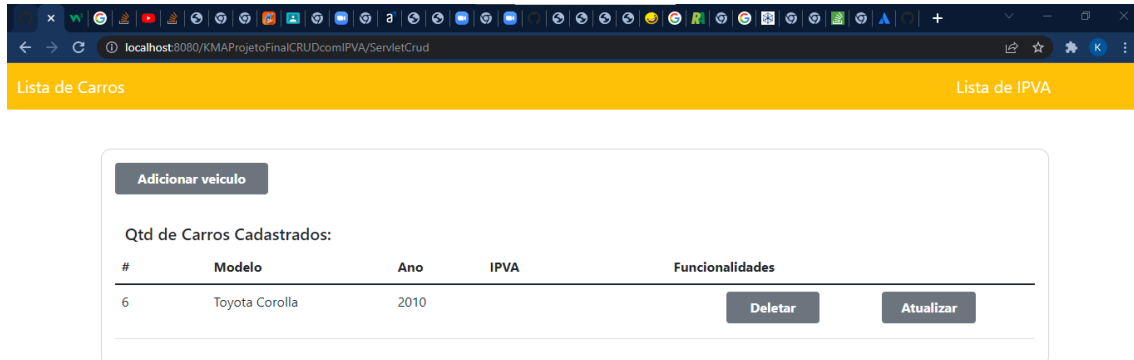 localhost:8080/KMAProjetoFinalCRUDcomIPVA/ServletCrud
K
Lista de Carros Lista de IPVA
Adicionar veiculo
Qtd de Carros Cadastrados:
# Modelo Ano IPVA Funcionalidades
6 Toyota Corolla 2010 Deletar Atualizar